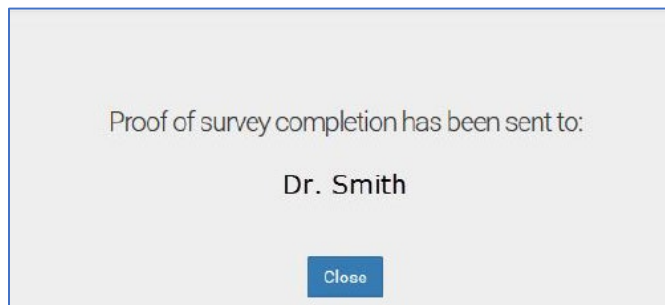 Proof of survey completion has been sent to:
Dr. Smith
Close